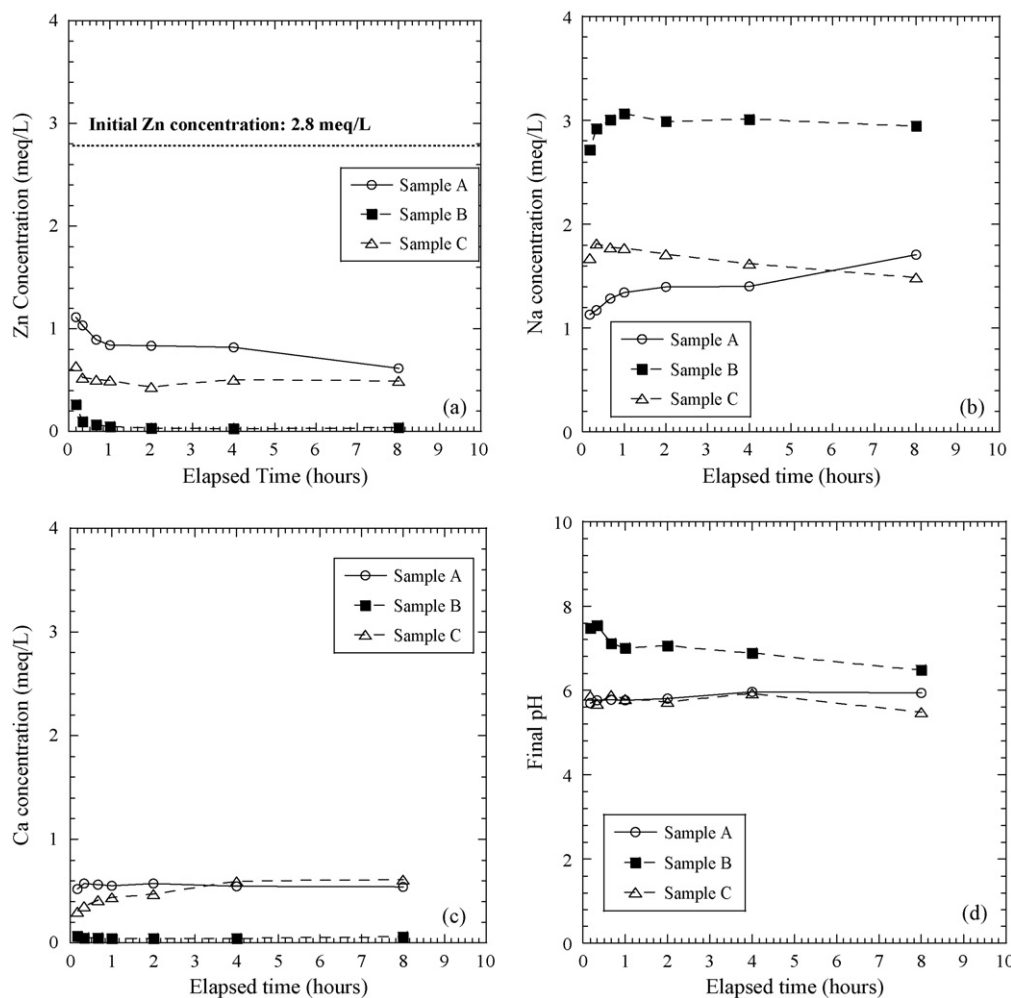 4
3
2
1
0
Zn Concentration (meq/L)
Initial Zn concentration: 2.8 meq/L
Sample A
Sample B
Sample C
(a)
0 1 2 3 4 5 6 7 8 9 10
Elapsed Time (hours)
4
3
2
1
0
Na concentration (meq/L)
Sample A
Sample B
Sample C
(b)
0 1 2 3 4 5 6 7 8 9 10
Elapsed time (hours)
4
3
2
1
0
Ca concentration (meq/L)
Sample A
Sample B
Sample C
(c)
0 1 2 3 4 5 6 7 8 9 10
Elapsed time (hours)
10
8
6
4
2
0
Final pH
Sample A
Sample B
Sample C
(d)
0 1 2 3 4 5 6 7 8 9 10
Elapsed time (hours)